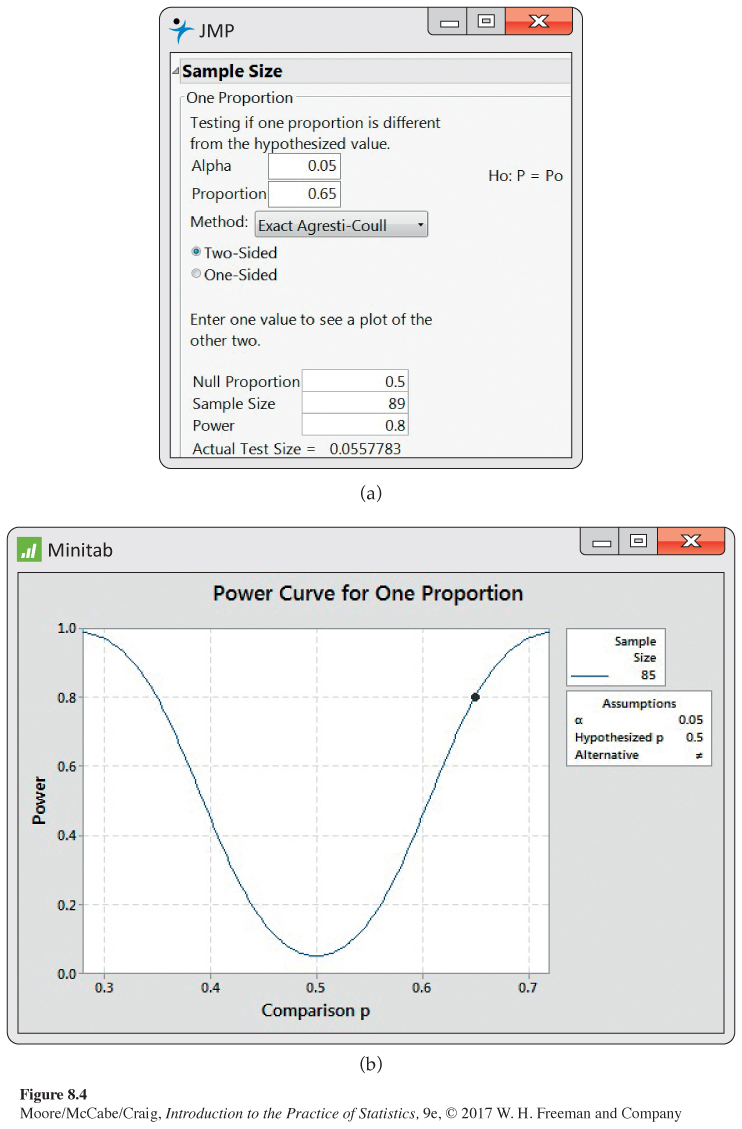 JMP
Sample Size
One Proportion
Testing if one proportion is different
from the hypothesized value.
Alpha 0.05
Proportion 0.65
Ho: P = Po
Method: Exact Agresti-Coull
Two-Sided
One-Sided
Enter one value to see a plot of the
other two.
Null Proportion 0.5
Sample Size 89
Power 0.8
Actual Test Size = 0.0557783
(a)
Minitab
Power Curve for One Proportion
1.0
0.8
0.6
0.4
0.2
0.0
Power
0.3 0.4 0.5 0.6 0.7
Comparison p
Sample
Size
85
Assumptions
α 0.05
Hypothesized p 0.5
Alternative ≠
(b)
Figure 8.4
Moore/McCabe/Craig, Introduction to the Practice of Statistics, 9e, © 2017 W. H. Freeman and Company